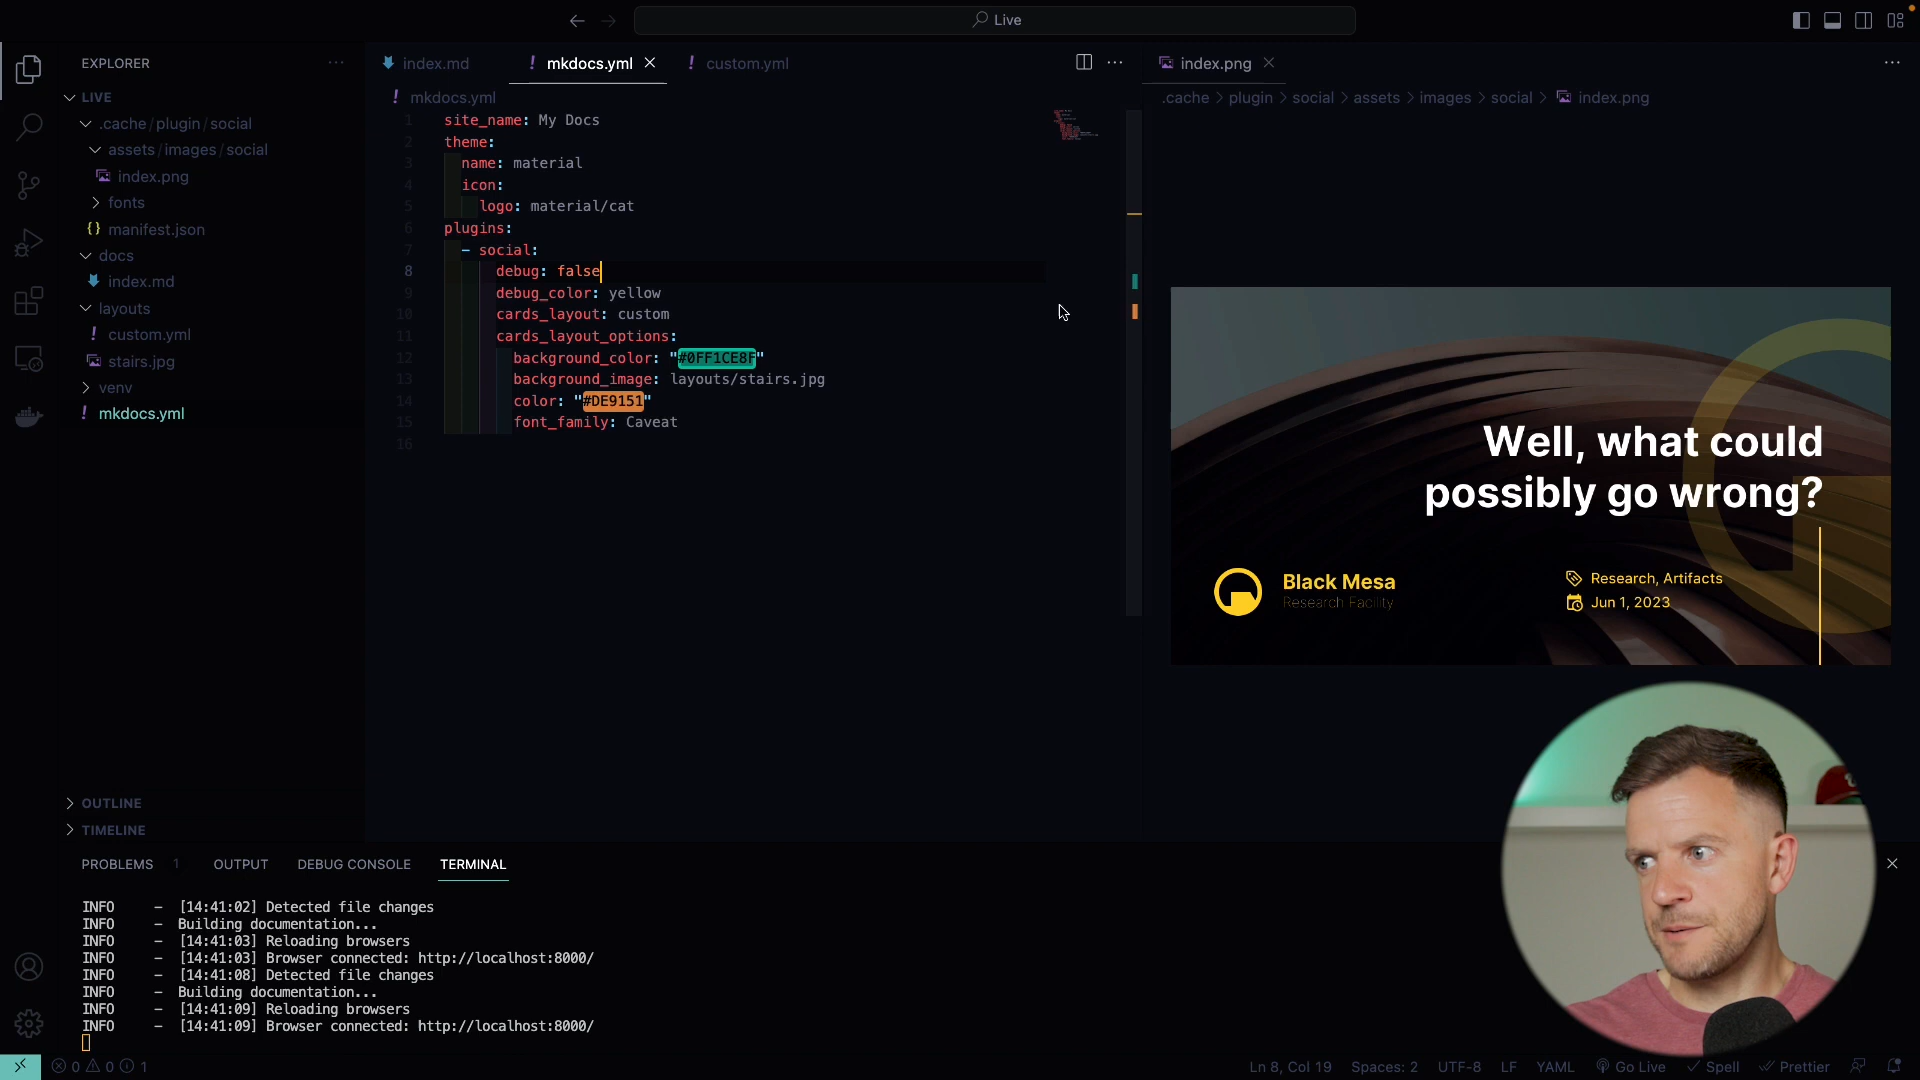 Live
EXPLORER
LIVE
.cache / plugin / social
assets / images / social
index.png
fonts
{} manifest.json
docs
index.md
layouts
! custom.yml
stairs.jpg
venv
! mkdocs.yml
OUTLINE
TIMELINE
index.md
! mkdocs.yml
! custom.yml
! mkdocs.yml
1 site_name: My Docs
2 theme:
3 name: material
4 icon:
5 logo: material/cat
6 plugins:
7 - social:
8 debug: false
9 debug_color: yellow
10 cards_layout: custom
11 cards_layout_options:
12 background_color: "#0FF1CE8F"
13 background_image: layouts/stairs.jpg
14 color: "#DE9151"
15 font_family: Caveat
16
index.png
.cache > plugin > social > assets > images > social > index.png
Well, what could
possibly go wrong?
Black Mesa
Research Facility
Research, Artifacts
Jun 1, 2023
PROBLEMS 1 OUTPUT DEBUG CONSOLE TERMINAL
INFO - [14:41:02] Detected file changes
INFO - Building documentation...
INFO - [14:41:03] Reloading browsers
INFO - [14:41:03] Browser connected: http://localhost:8000/
INFO - [14:41:08] Detected file changes
INFO - Building documentation...
INFO - [14:41:09] Reloading browsers
INFO - [14:41:09] Browser connected: http://localhost:8000/
0 0 1
Ln 8, Col 19 Spaces: 2 UTF-8 LF YAML Go Live Spell Prettier